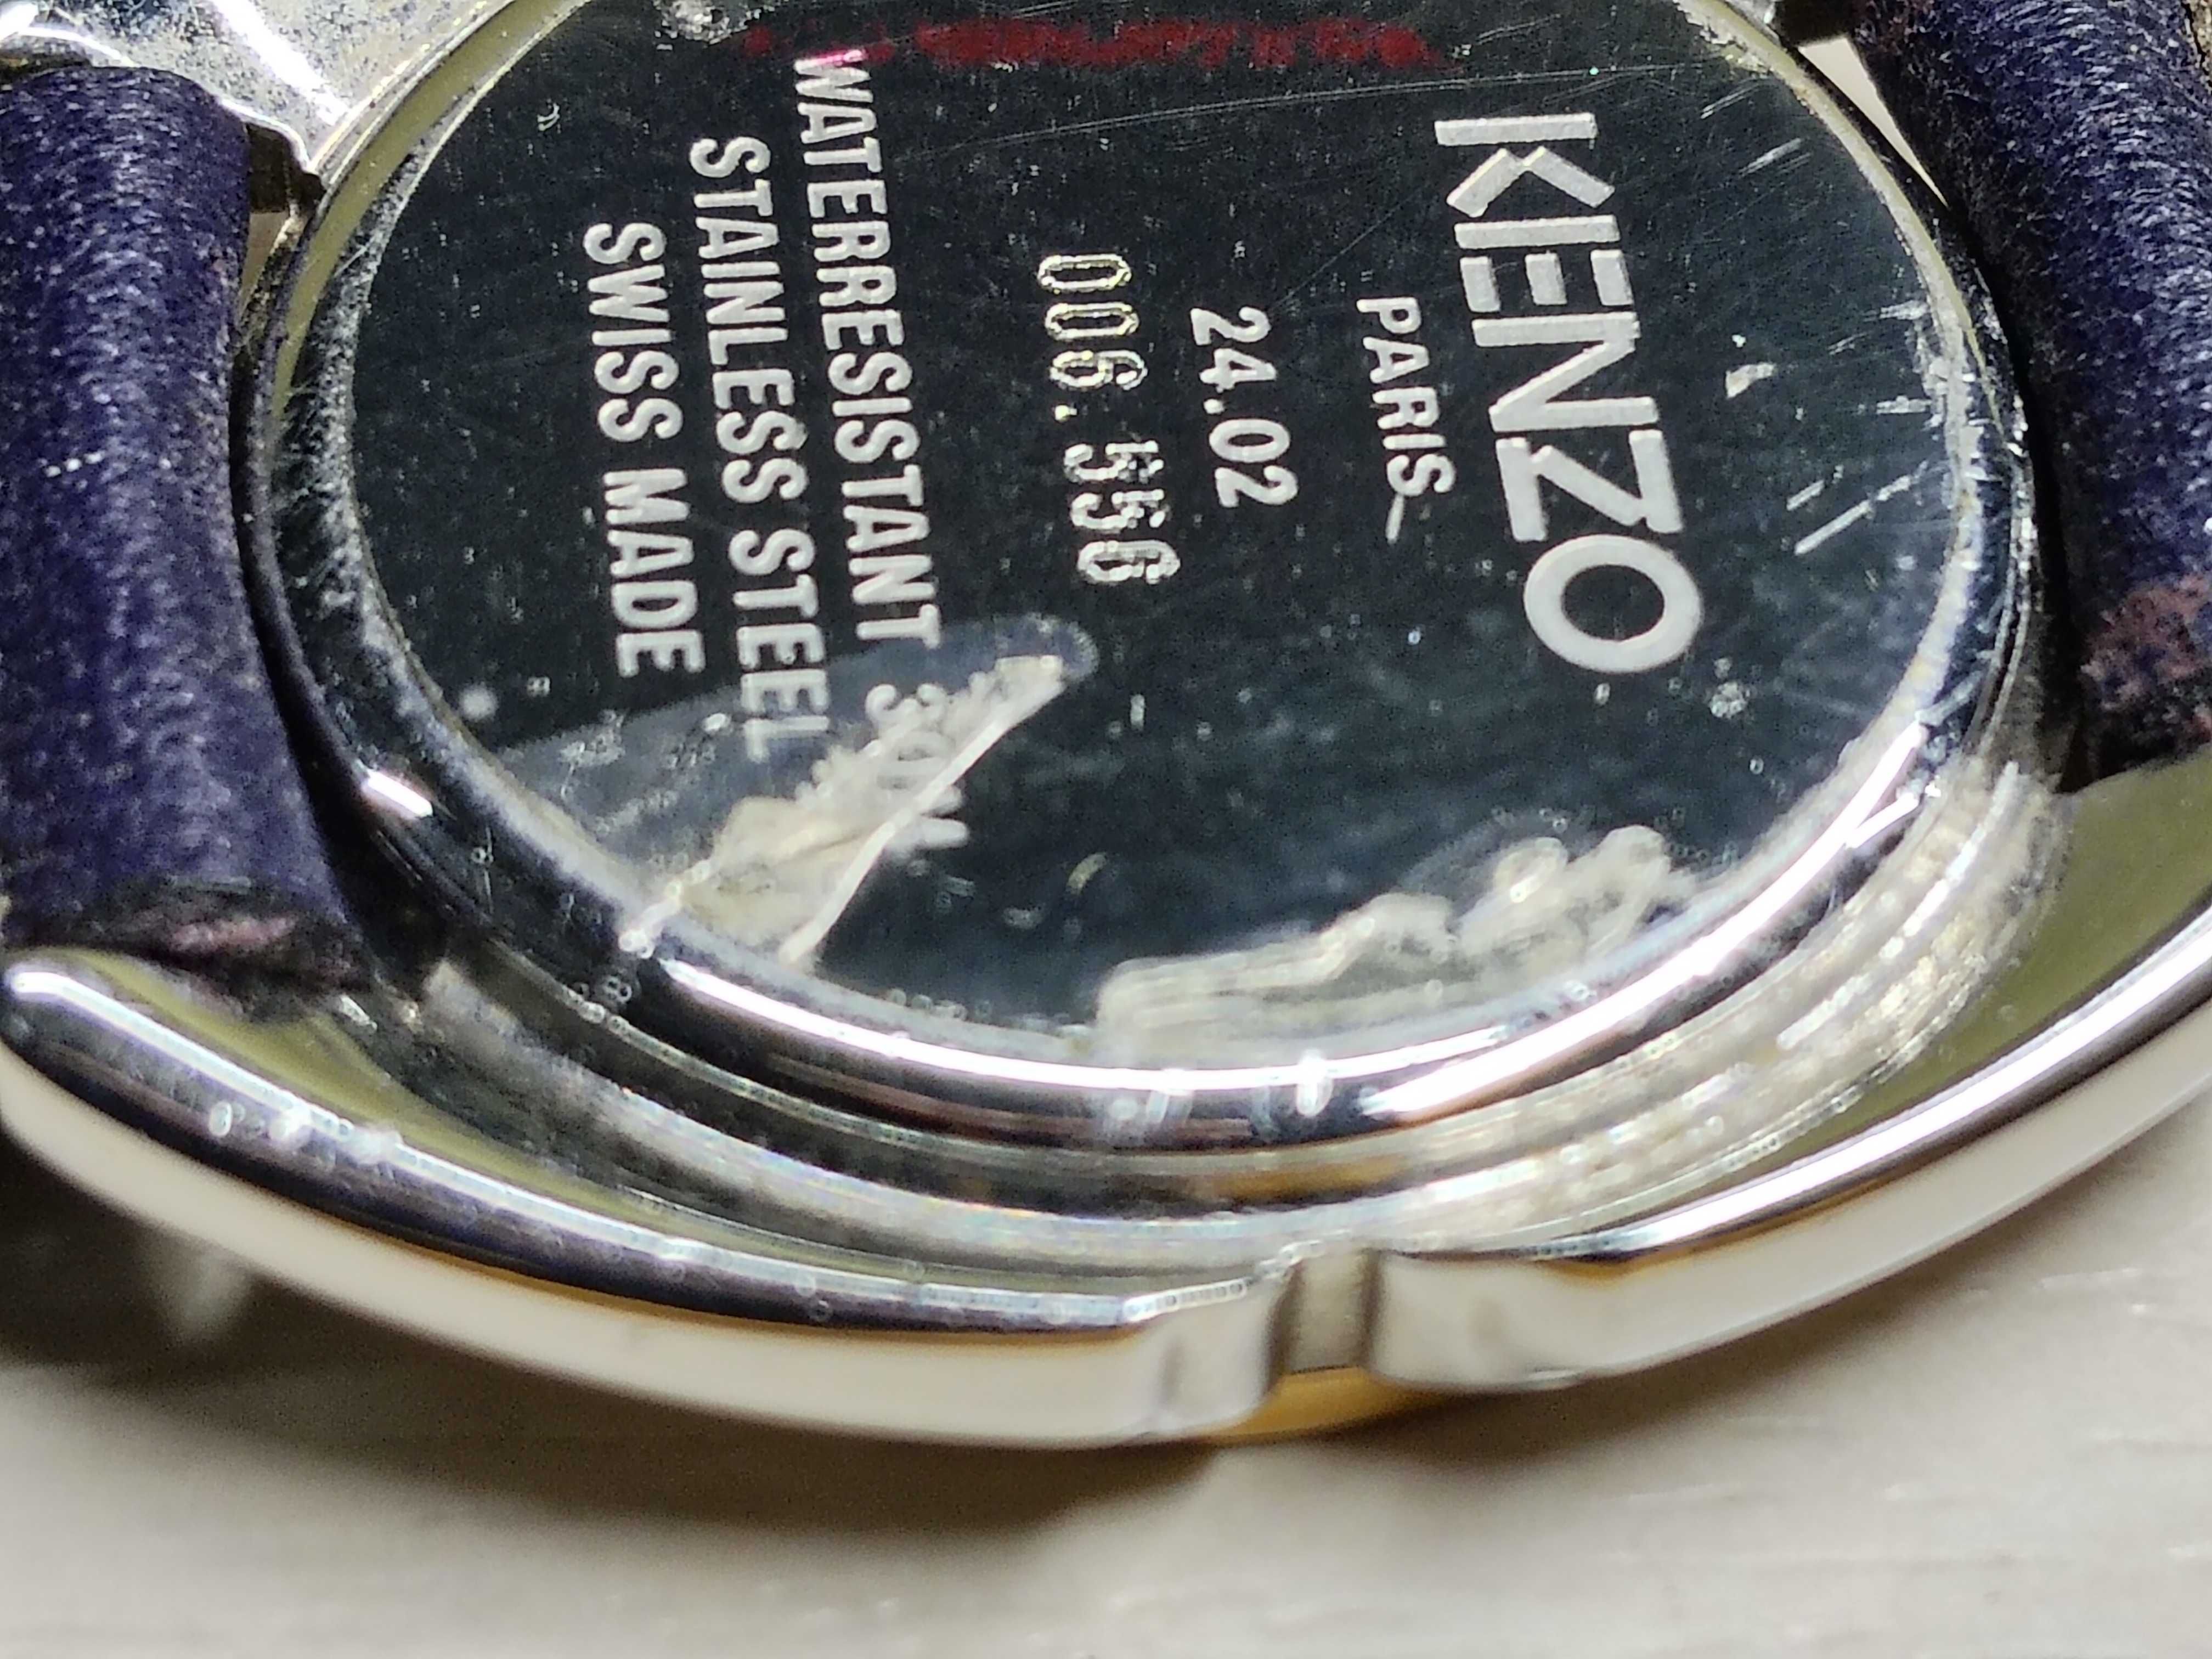 KENZO
PARIS
24.02
006.556
WATERRESISTANT 30M
STAINLESS STEEL
SWISS MADE